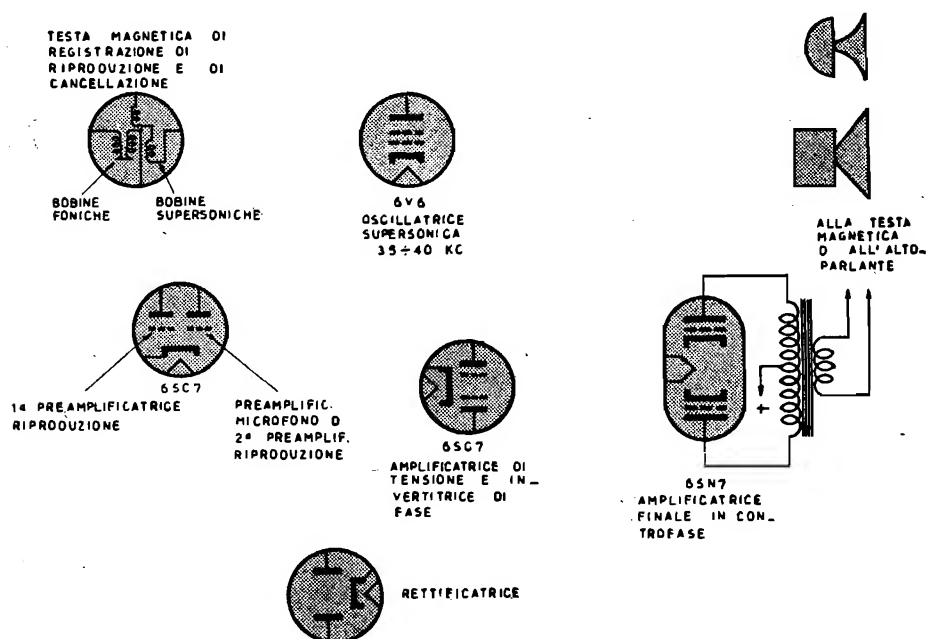 TESTA MAGNETICA DI
REGISTRAZIONE DI
RIPRODUZIONE E DI
CANCELLAZIONE
BOBINE
FONICHE
BOBINE
SUPERSONICHE
6V6
OSCILLATRICE
SUPERSONICA
35÷40 KC
ALLA TESTA
MAGNETICA
O ALL'ALTO_
PARLANTE
6SC7
1ª PREAMPLIFICATRICE
RIPRODUZIONE
PREAMPLIFIC.
MICROFONO O
2ª PREAMPLIF.
RIPRODUZIONE
6SC7
AMPLIFICATRICE DI
TENSIONE E IN_
VERTITRICE DI
FASE
+
6SN7
AMPLIFICATRICE
FINALE IN CON_
TROFASE
RETTIFICATRICE